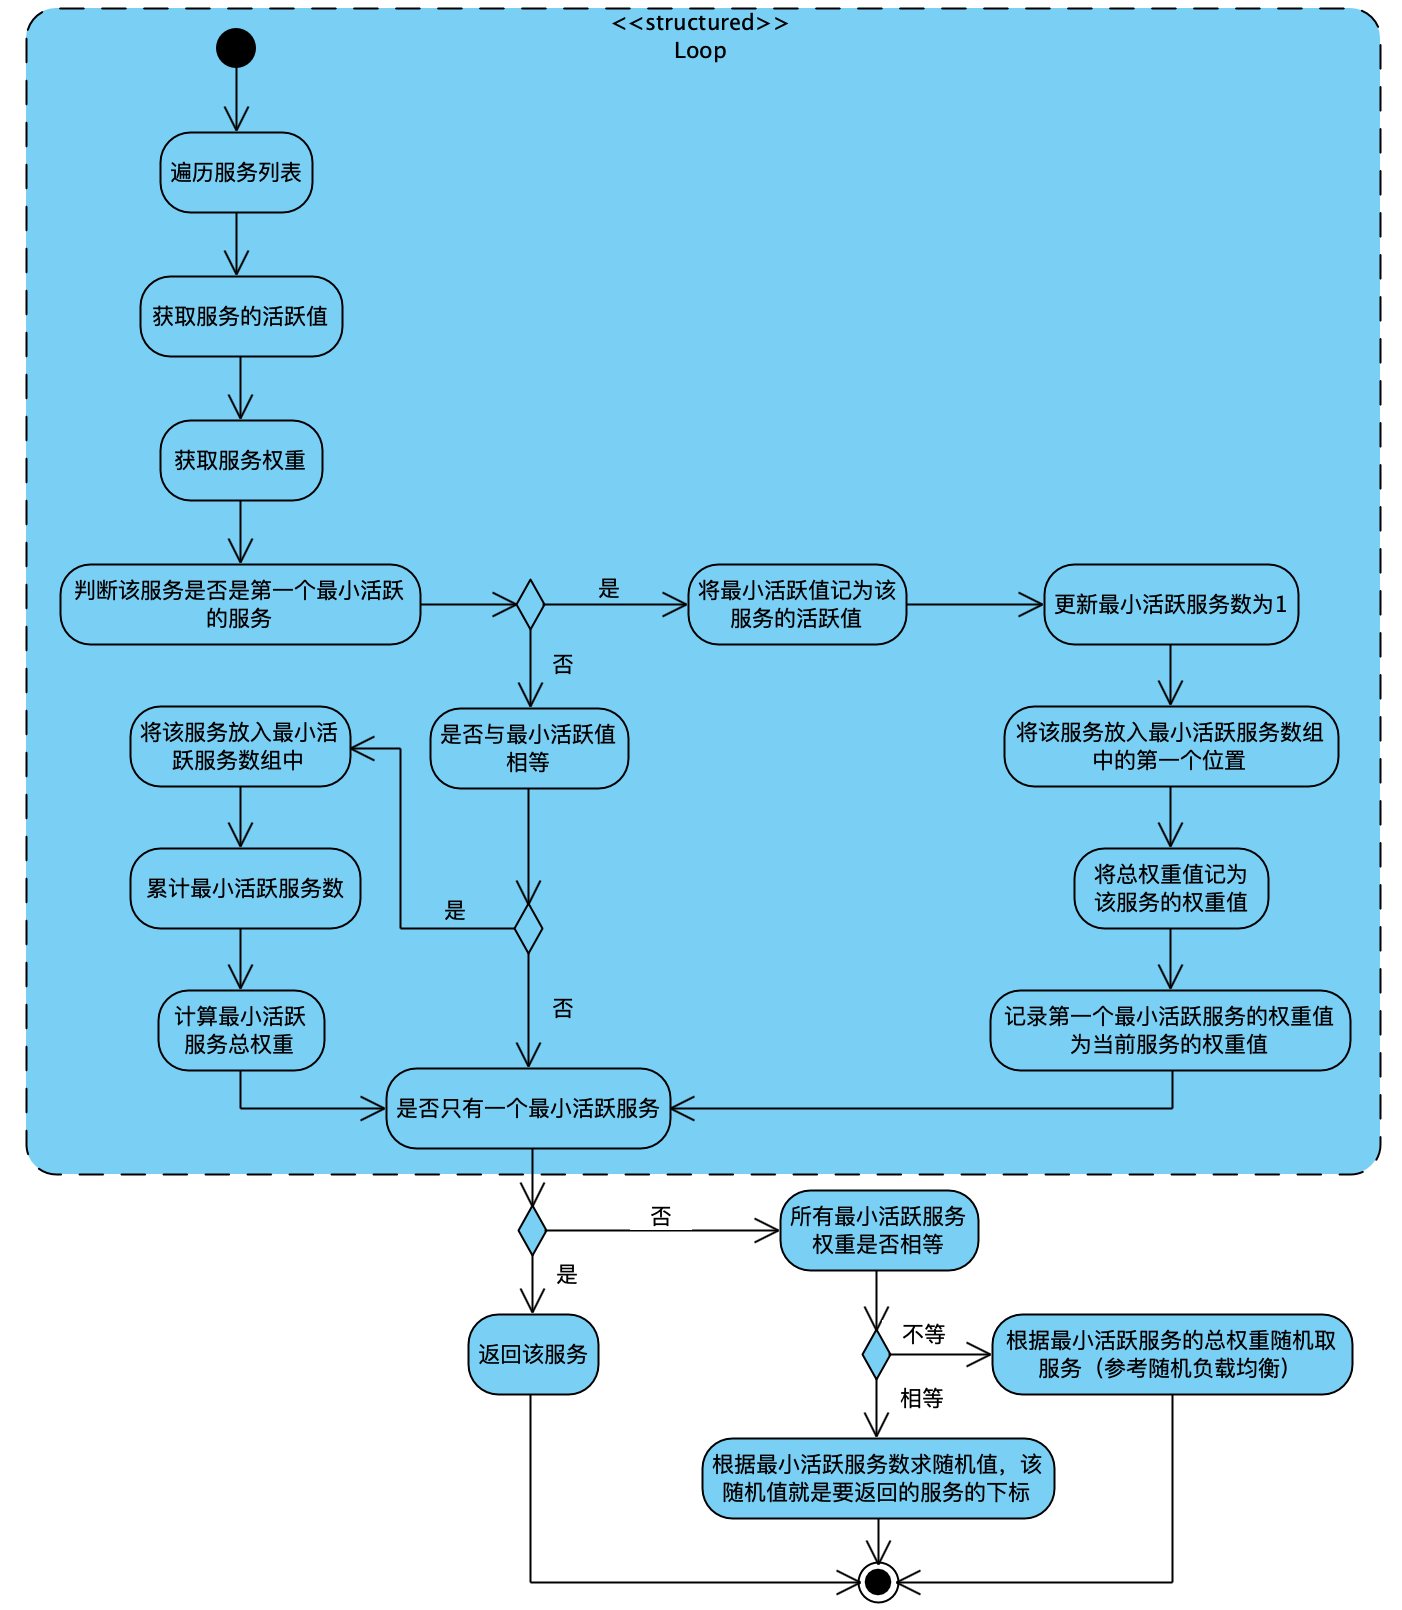 <<structured>>
Loop
遍历服务列表
获取服务的活跃值
获取服务权重
判断该服务是否是第一个最小活跃
的服务
是
将最小活跃值记为该
服务的活跃值
更新最小活跃服务数为1
否
将该服务放入最小活
跃服务数组中
是否与最小活跃值
相等
将该服务放入最小活跃服务数组
中的第一个位置
累计最小活跃服务数
是
将总权重值记为
该服务的权重值
计算最小活跃
服务总权重
否
记录第一个最小活跃服务的权重值
为当前服务的权重值
是否只有一个最小活跃服务
否
所有最小活跃服务
权重是否相等
是
返回该服务
不等
根据最小活跃服务的总权重随机取
服务（参考随机负载均衡）
相等
根据最小活跃服务数求随机值，该
随机值就是要返回的服务的下标